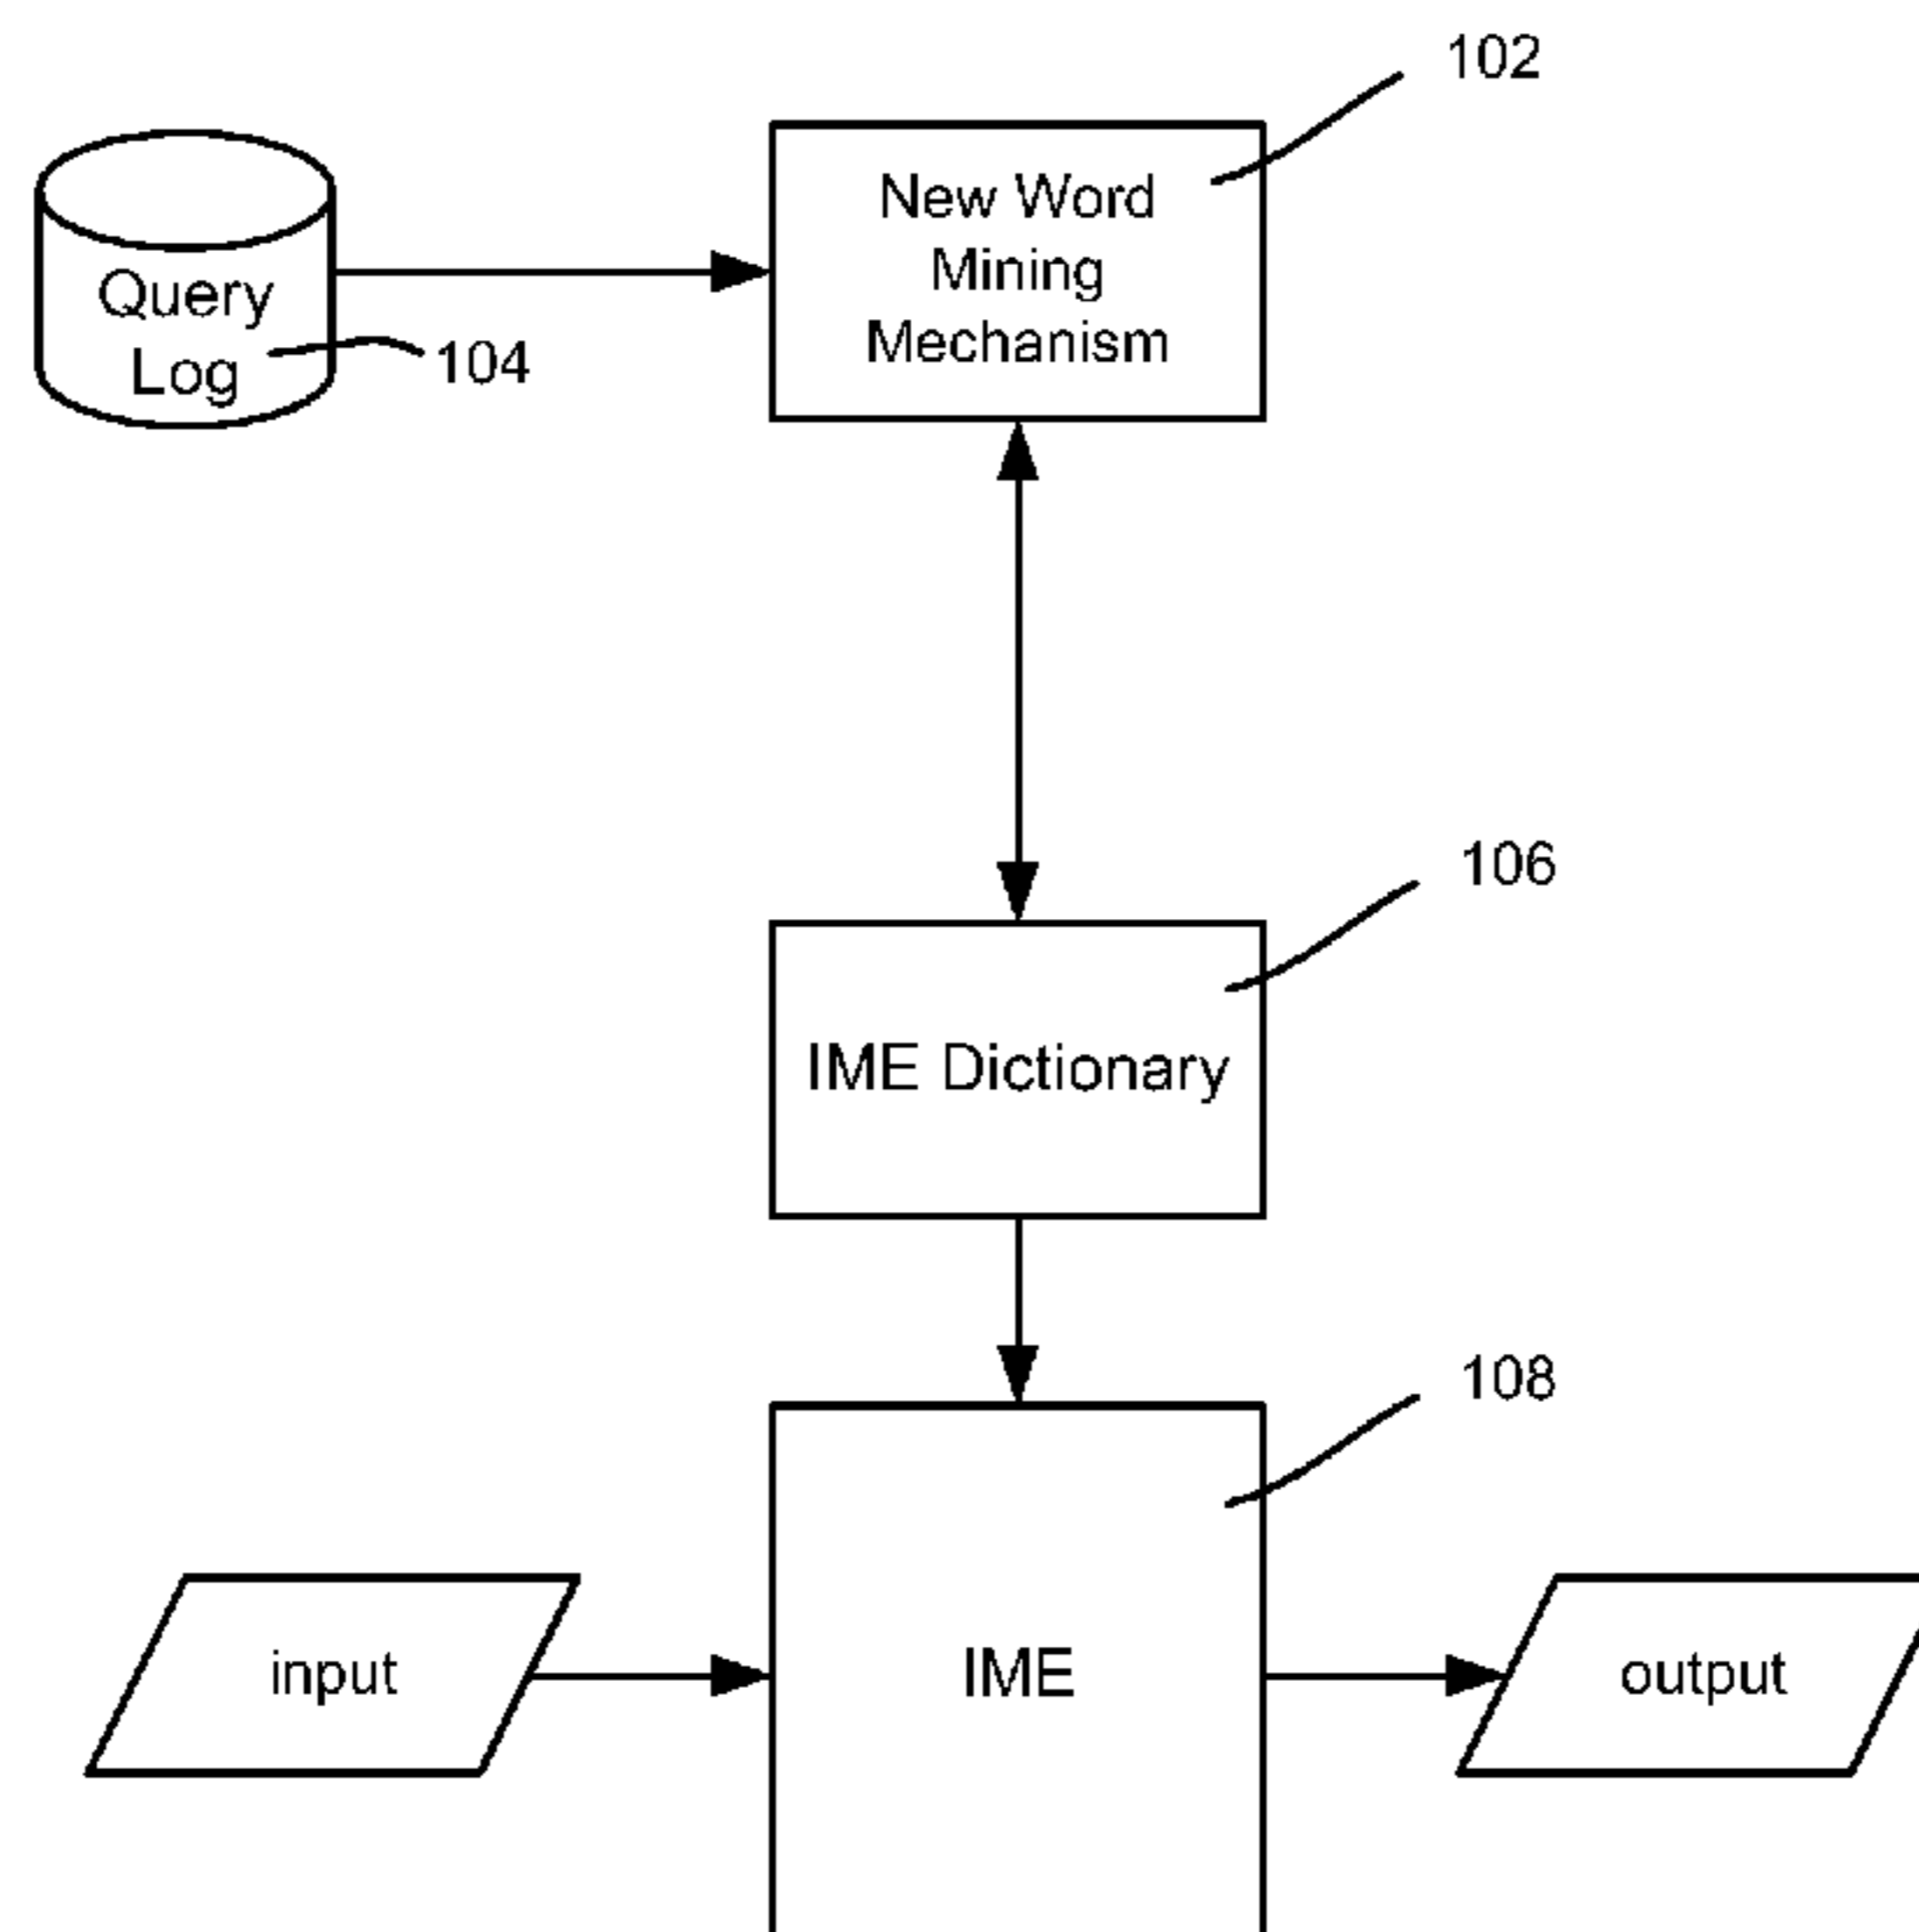 102
New Word
Mining
Mechanism
Query
Log
104
106
IME Dictionary
108
input
IME
output